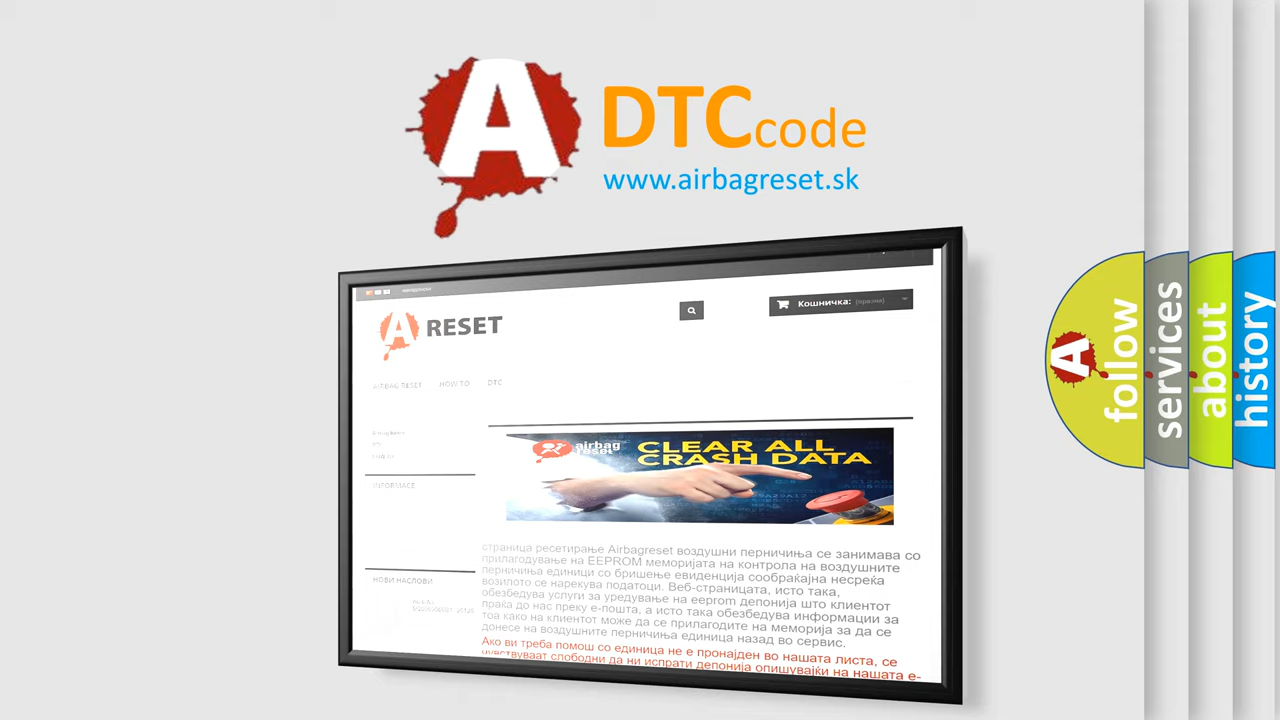 A
DTCcode
www.airbagreset.sk
Кошничка: (празни)
A RESET
AIRBAG RESET HOW TO DTC
airbag
reset
CLEAR ALL
CRASH DATA
INFORMACE
страница ресетирање Airbagreset воздушни перничиња се занимава со
прилагодување на EEPROM меморијата на контрола на воздушните
перничиња единици со бришење евиденција сообраќајна несреќа
возилото се нарекува податоци. Веб-страницата, исто така,
обезбедува услуги за уредување на eeprom депонија што клиентот
праќа до нас преку е-пошта, а исто така обезбедува информации за
тоа како на клиентот може да се прилагодите на меморија за да се
донесе на воздушните перничиња единица назад во сервис.
Ако ви треба помош со единица не е пронајден во нашата листа, се
чувствуваат слободни да ни испрати депонија опишувајќи на нашата е-
НОВИ НАСЛОВИ
A
follow
services
about
history